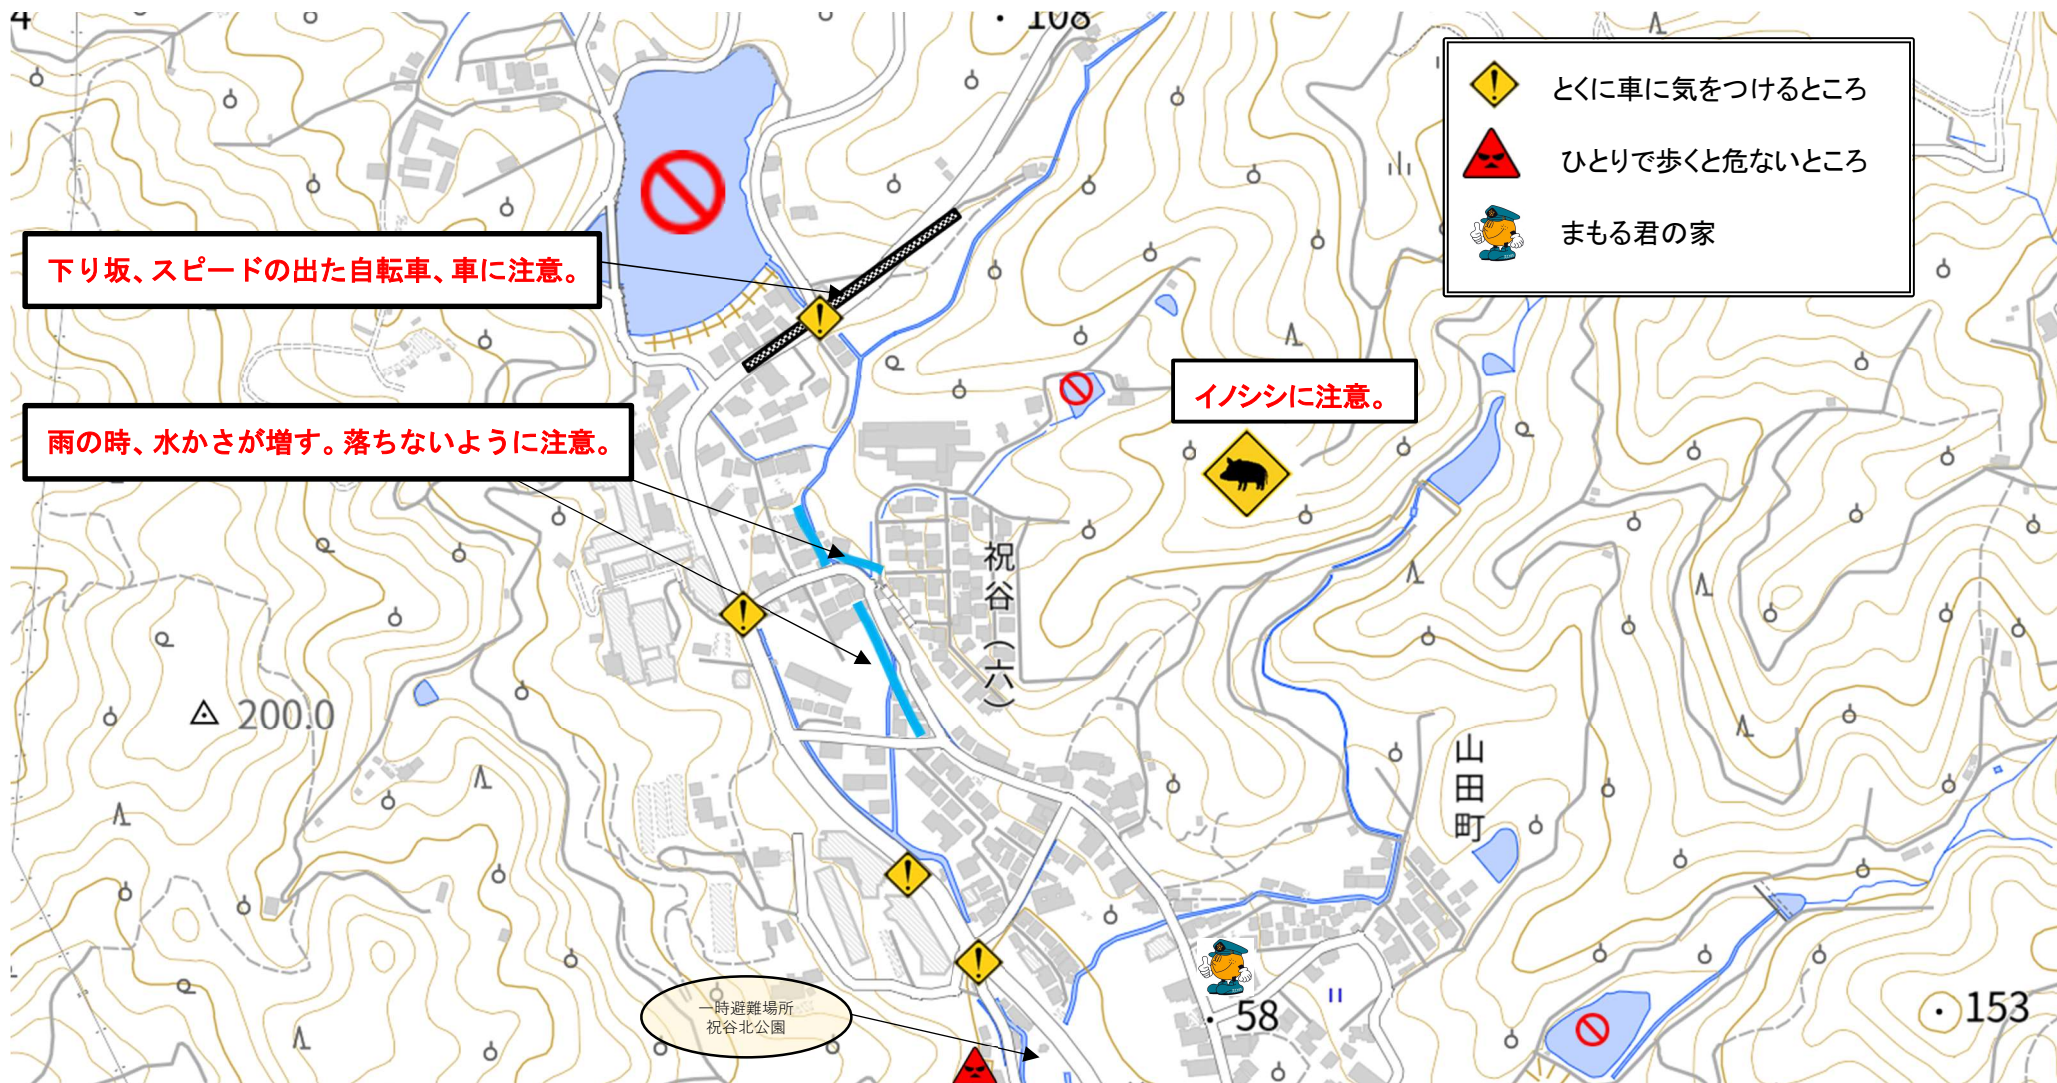 4
108
とくに車に気をつけるところ
ひとりで歩くと危ないところ
まもる君の家
下り坂、スピードの出た自転車、車に注意。
イノシシに注意。
雨の時、水かさが増す。落ちないように注意。
祝谷(六)
200.0
山田町
一時避難場所
祝谷北公園
58
153